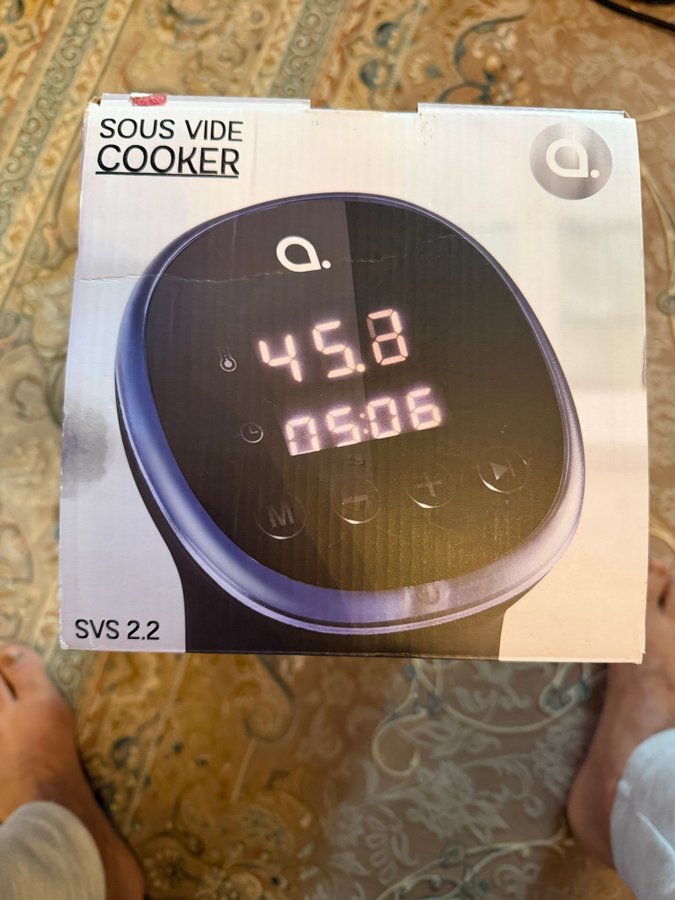 SOUS VIDE
COOKER
a.
a.
45.8
05:06
M
SVS 2.2